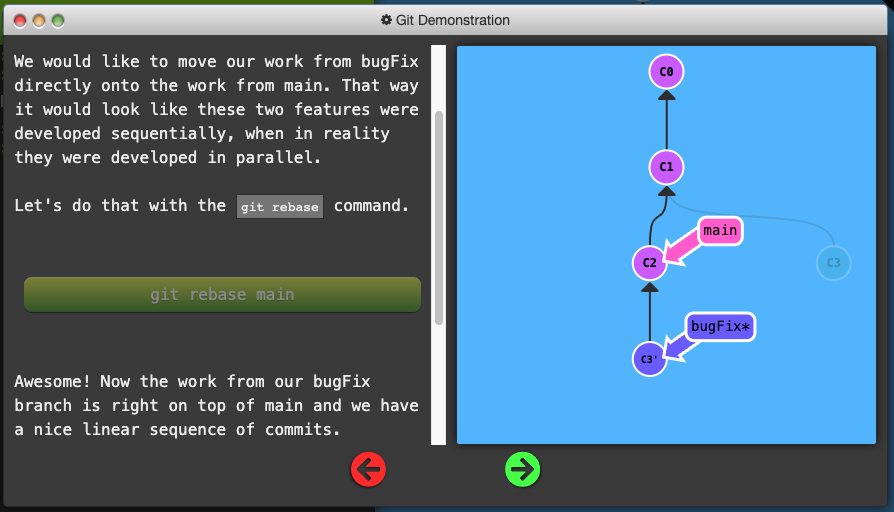 Git Demonstration
We would like to move our work from bugFix
directly onto the work from main. That way
it would look like these two features were
developed sequentially, when in reality
they were developed in parallel.
Let's do that with the git rebase command.
git rebase main
Awesome! Now the work from our bugFix
branch is right on top of main and we have
a nice linear sequence of commits.
C0
C1
main
C2
C3
bugFix*
C3'